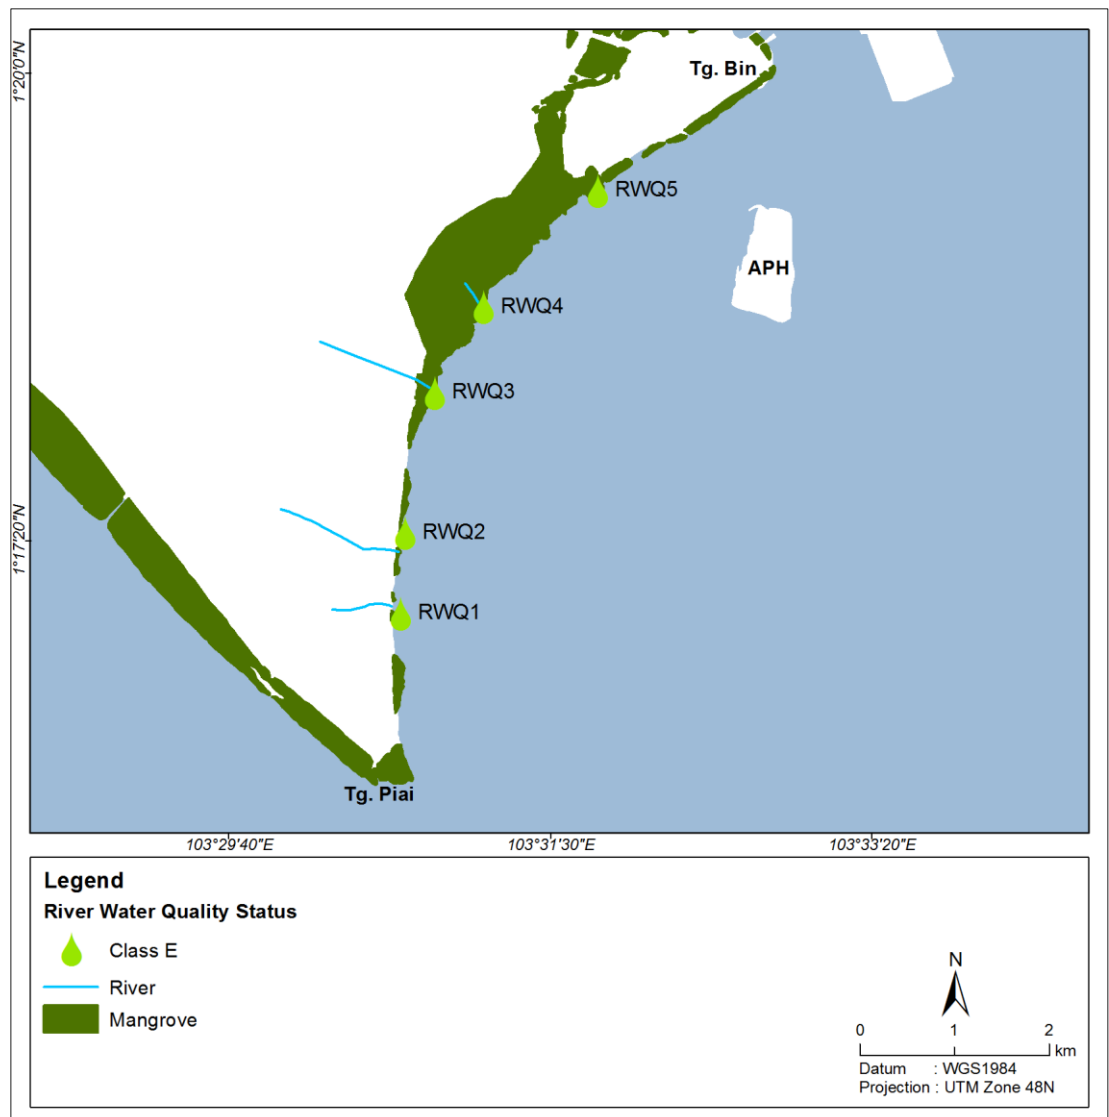 1°20'0"N
Tg. Bin
RWQ5
APH
RWQ4
RWQ3
1°17'20"N
RWQ2
RWQ1
Tg. Piai
103°29'40"E
103°31'30"E
103°33'20"E
Legend
River Water Quality Status
Class E
River
Mangrove
N
0 1 2
km
Datum : WGS1984
Projection : UTM Zone 48N